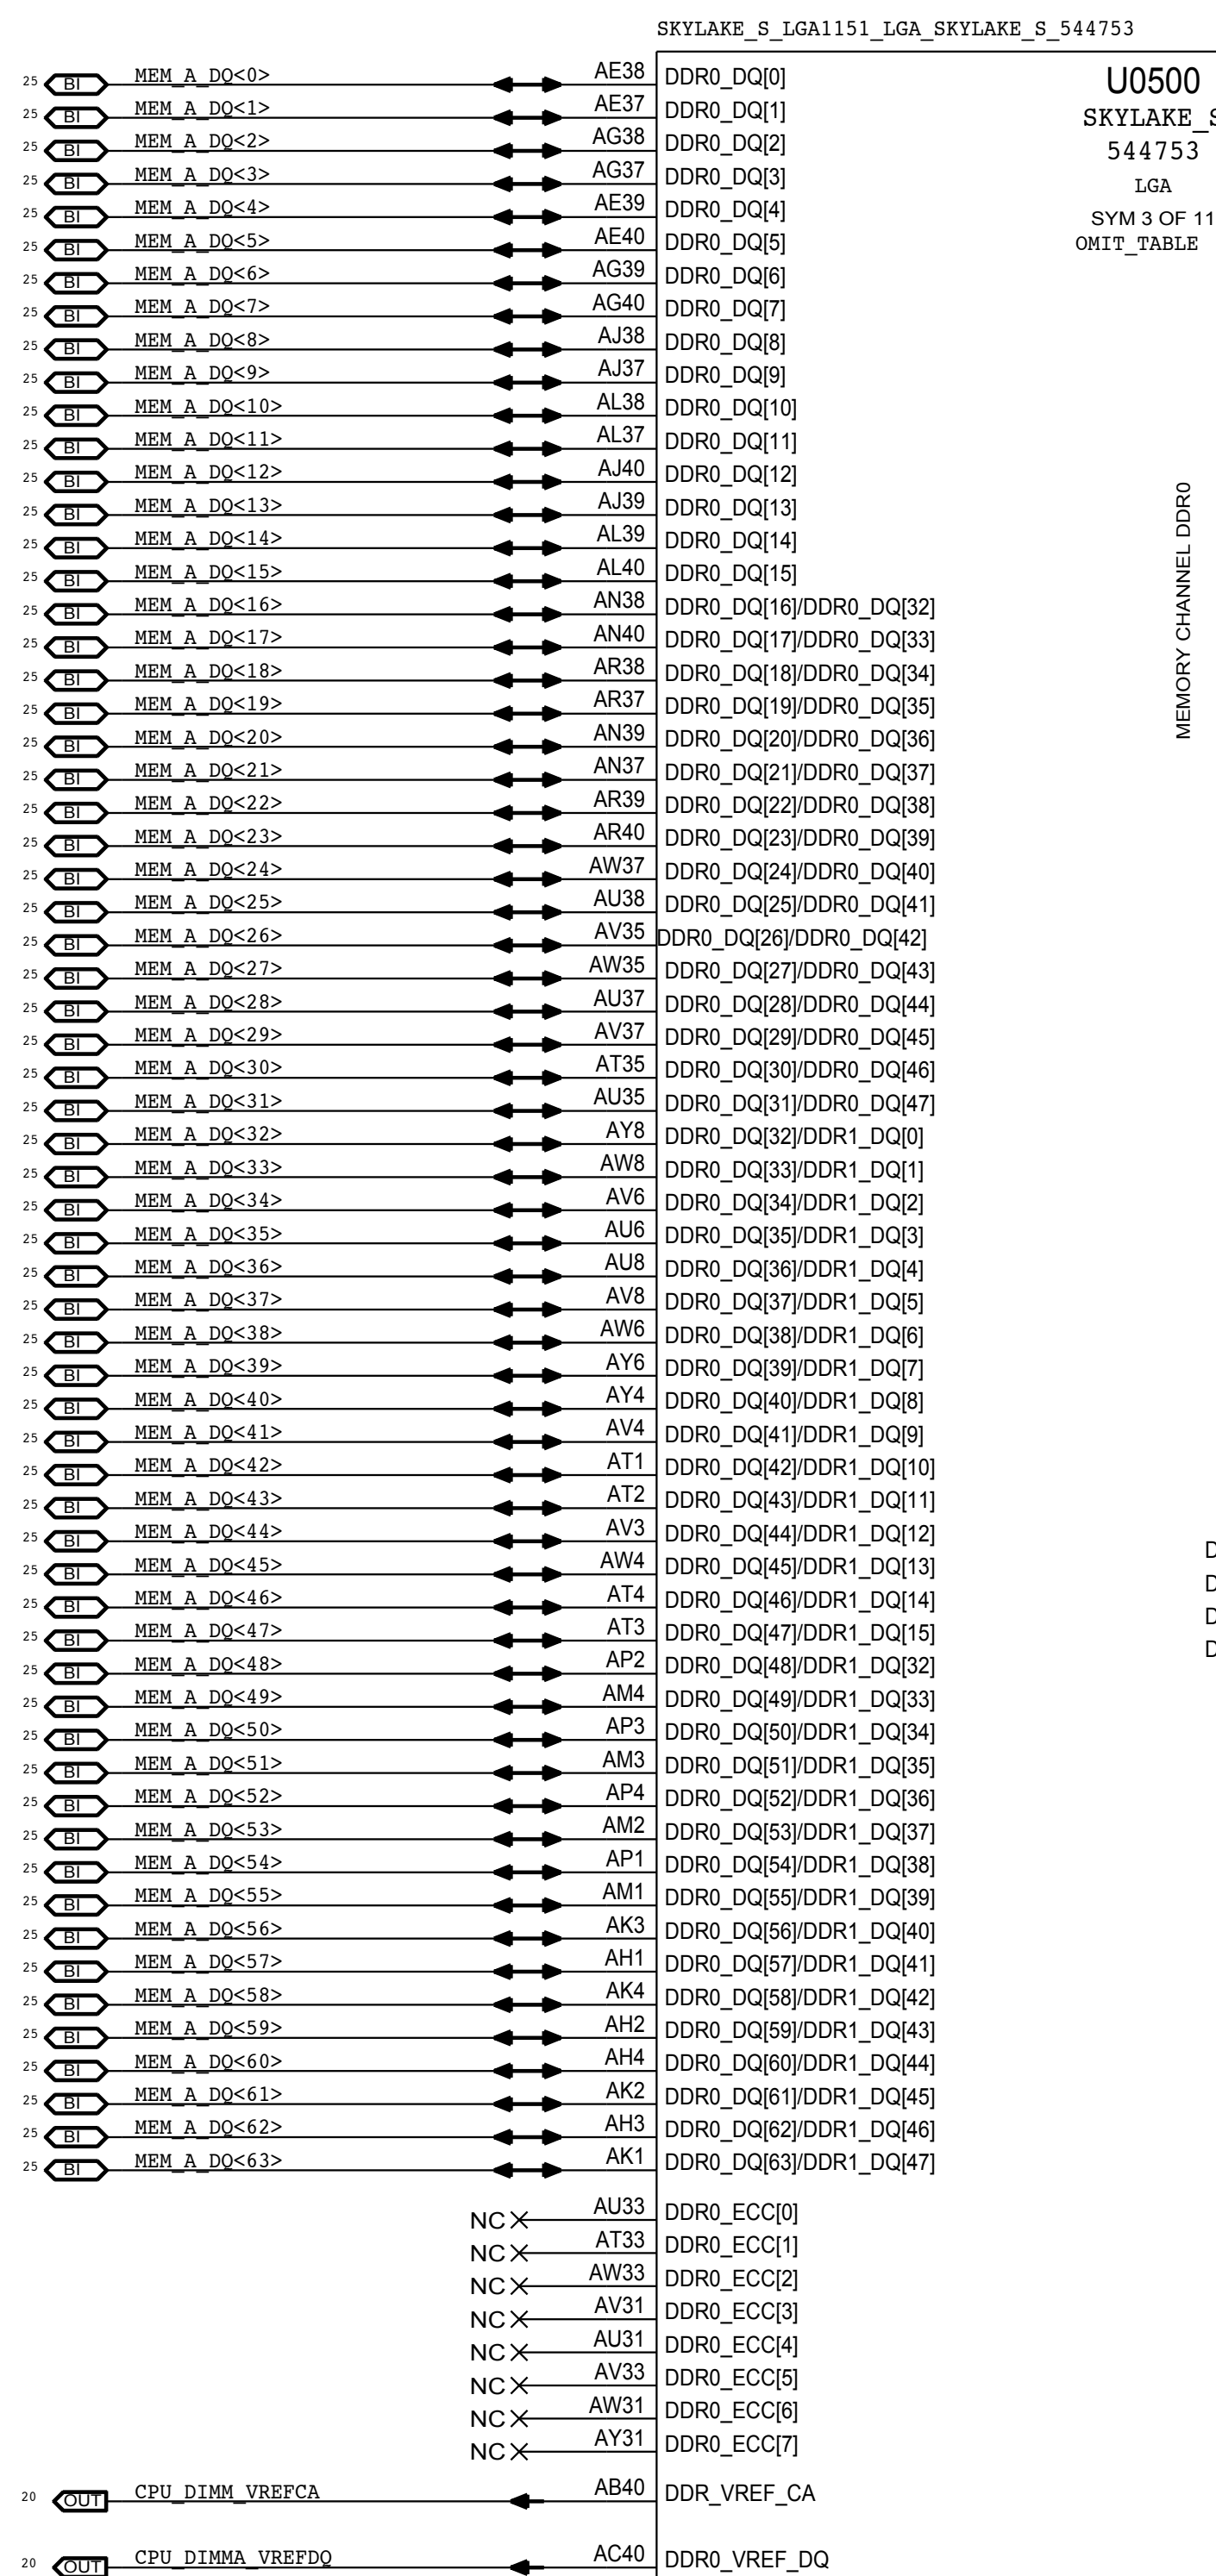 SKYLAKE_S_LGA1151_LGA_SKYLAKE_S_544753
U0500
SKYLAKE_S
544753
LGA
SYM 3 OF 11
OMIT_TABLE
MEMORY CHANNEL DDR0
25 BI MEM_A_DQ<0> AE38 DDR0_DQ[0]
25 BI MEM_A_DQ<1> AE37 DDR0_DQ[1]
25 BI MEM_A_DQ<2> AG38 DDR0_DQ[2]
25 BI MEM_A_DQ<3> AG37 DDR0_DQ[3]
25 BI MEM_A_DQ<4> AE39 DDR0_DQ[4]
25 BI MEM_A_DQ<5> AE40 DDR0_DQ[5]
25 BI MEM_A_DQ<6> AG39 DDR0_DQ[6]
25 BI MEM_A_DQ<7> AG40 DDR0_DQ[7]
25 BI MEM_A_DQ<8> AJ38 DDR0_DQ[8]
25 BI MEM_A_DQ<9> AJ37 DDR0_DQ[9]
25 BI MEM_A_DQ<10> AL38 DDR0_DQ[10]
25 BI MEM_A_DQ<11> AL37 DDR0_DQ[11]
25 BI MEM_A_DQ<12> AJ40 DDR0_DQ[12]
25 BI MEM_A_DQ<13> AJ39 DDR0_DQ[13]
25 BI MEM_A_DQ<14> AL39 DDR0_DQ[14]
25 BI MEM_A_DQ<15> AL40 DDR0_DQ[15]
25 BI MEM_A_DQ<16> AN38 DDR0_DQ[16]/DDR0_DQ[32]
25 BI MEM_A_DQ<17> AN40 DDR0_DQ[17]/DDR0_DQ[33]
25 BI MEM_A_DQ<18> AR38 DDR0_DQ[18]/DDR0_DQ[34]
25 BI MEM_A_DQ<19> AR37 DDR0_DQ[19]/DDR0_DQ[35]
25 BI MEM_A_DQ<20> AN39 DDR0_DQ[20]/DDR0_DQ[36]
25 BI MEM_A_DQ<21> AN37 DDR0_DQ[21]/DDR0_DQ[37]
25 BI MEM_A_DQ<22> AR39 DDR0_DQ[22]/DDR0_DQ[38]
25 BI MEM_A_DQ<23> AR40 DDR0_DQ[23]/DDR0_DQ[39]
25 BI MEM_A_DQ<24> AW37 DDR0_DQ[24]/DDR0_DQ[40]
25 BI MEM_A_DQ<25> AU38 DDR0_DQ[25]/DDR0_DQ[41]
25 BI MEM_A_DQ<26> AV35 DDR0_DQ[26]/DDR0_DQ[42]
25 BI MEM_A_DQ<27> AW35 DDR0_DQ[27]/DDR0_DQ[43]
25 BI MEM_A_DQ<28> AU37 DDR0_DQ[28]/DDR0_DQ[44]
25 BI MEM_A_DQ<29> AV37 DDR0_DQ[29]/DDR0_DQ[45]
25 BI MEM_A_DQ<30> AT35 DDR0_DQ[30]/DDR0_DQ[46]
25 BI MEM_A_DQ<31> AU35 DDR0_DQ[31]/DDR0_DQ[47]
25 BI MEM_A_DQ<32> AY8 DDR0_DQ[32]/DDR1_DQ[0]
25 BI MEM_A_DQ<33> AW8 DDR0_DQ[33]/DDR1_DQ[1]
25 BI MEM_A_DQ<34> AV6 DDR0_DQ[34]/DDR1_DQ[2]
25 BI MEM_A_DQ<35> AU6 DDR0_DQ[35]/DDR1_DQ[3]
25 BI MEM_A_DQ<36> AU8 DDR0_DQ[36]/DDR1_DQ[4]
25 BI MEM_A_DQ<37> AV8 DDR0_DQ[37]/DDR1_DQ[5]
25 BI MEM_A_DQ<38> AW6 DDR0_DQ[38]/DDR1_DQ[6]
25 BI MEM_A_DQ<39> AY6 DDR0_DQ[39]/DDR1_DQ[7]
25 BI MEM_A_DQ<40> AY4 DDR0_DQ[40]/DDR1_DQ[8]
25 BI MEM_A_DQ<41> AV4 DDR0_DQ[41]/DDR1_DQ[9]
25 BI MEM_A_DQ<42> AT1 DDR0_DQ[42]/DDR1_DQ[10]
25 BI MEM_A_DQ<43> AT2 DDR0_DQ[43]/DDR1_DQ[11]
25 BI MEM_A_DQ<44> AV3 DDR0_DQ[44]/DDR1_DQ[12]
25 BI MEM_A_DQ<45> AW4 DDR0_DQ[45]/DDR1_DQ[13]
25 BI MEM_A_DQ<46> AT4 DDR0_DQ[46]/DDR1_DQ[14]
25 BI MEM_A_DQ<47> AT3 DDR0_DQ[47]/DDR1_DQ[15]
25 BI MEM_A_DQ<48> AP2 DDR0_DQ[48]/DDR1_DQ[32]
25 BI MEM_A_DQ<49> AM4 DDR0_DQ[49]/DDR1_DQ[33]
25 BI MEM_A_DQ<50> AP3 DDR0_DQ[50]/DDR1_DQ[34]
25 BI MEM_A_DQ<51> AM3 DDR0_DQ[51]/DDR1_DQ[35]
25 BI MEM_A_DQ<52> AP4 DDR0_DQ[52]/DDR1_DQ[36]
25 BI MEM_A_DQ<53> AM2 DDR0_DQ[53]/DDR1_DQ[37]
25 BI MEM_A_DQ<54> AP1 DDR0_DQ[54]/DDR1_DQ[38]
25 BI MEM_A_DQ<55> AM1 DDR0_DQ[55]/DDR1_DQ[39]
25 BI MEM_A_DQ<56> AK3 DDR0_DQ[56]/DDR1_DQ[40]
25 BI MEM_A_DQ<57> AH1 DDR0_DQ[57]/DDR1_DQ[41]
25 BI MEM_A_DQ<58> AK4 DDR0_DQ[58]/DDR1_DQ[42]
25 BI MEM_A_DQ<59> AH2 DDR0_DQ[59]/DDR1_DQ[43]
25 BI MEM_A_DQ<60> AH4 DDR0_DQ[60]/DDR1_DQ[44]
25 BI MEM_A_DQ<61> AK2 DDR0_DQ[61]/DDR1_DQ[45]
25 BI MEM_A_DQ<62> AH3 DDR0_DQ[62]/DDR1_DQ[46]
25 BI MEM_A_DQ<63> AK1 DDR0_DQ[63]/DDR1_DQ[47]
NC AU33 DDR0_ECC[0]
NC AT33 DDR0_ECC[1]
NC AW33 DDR0_ECC[2]
NC AV31 DDR0_ECC[3]
NC AU31 DDR0_ECC[4]
NC AV33 DDR0_ECC[5]
NC AW31 DDR0_ECC[6]
NC AY31 DDR0_ECC[7]
20 OUT CPU_DIMM_VREFCA AB40 DDR_VREF_CA
20 OUT CPU_DIMMA_VREFDQ AC40 DDR0_VREF_DQ